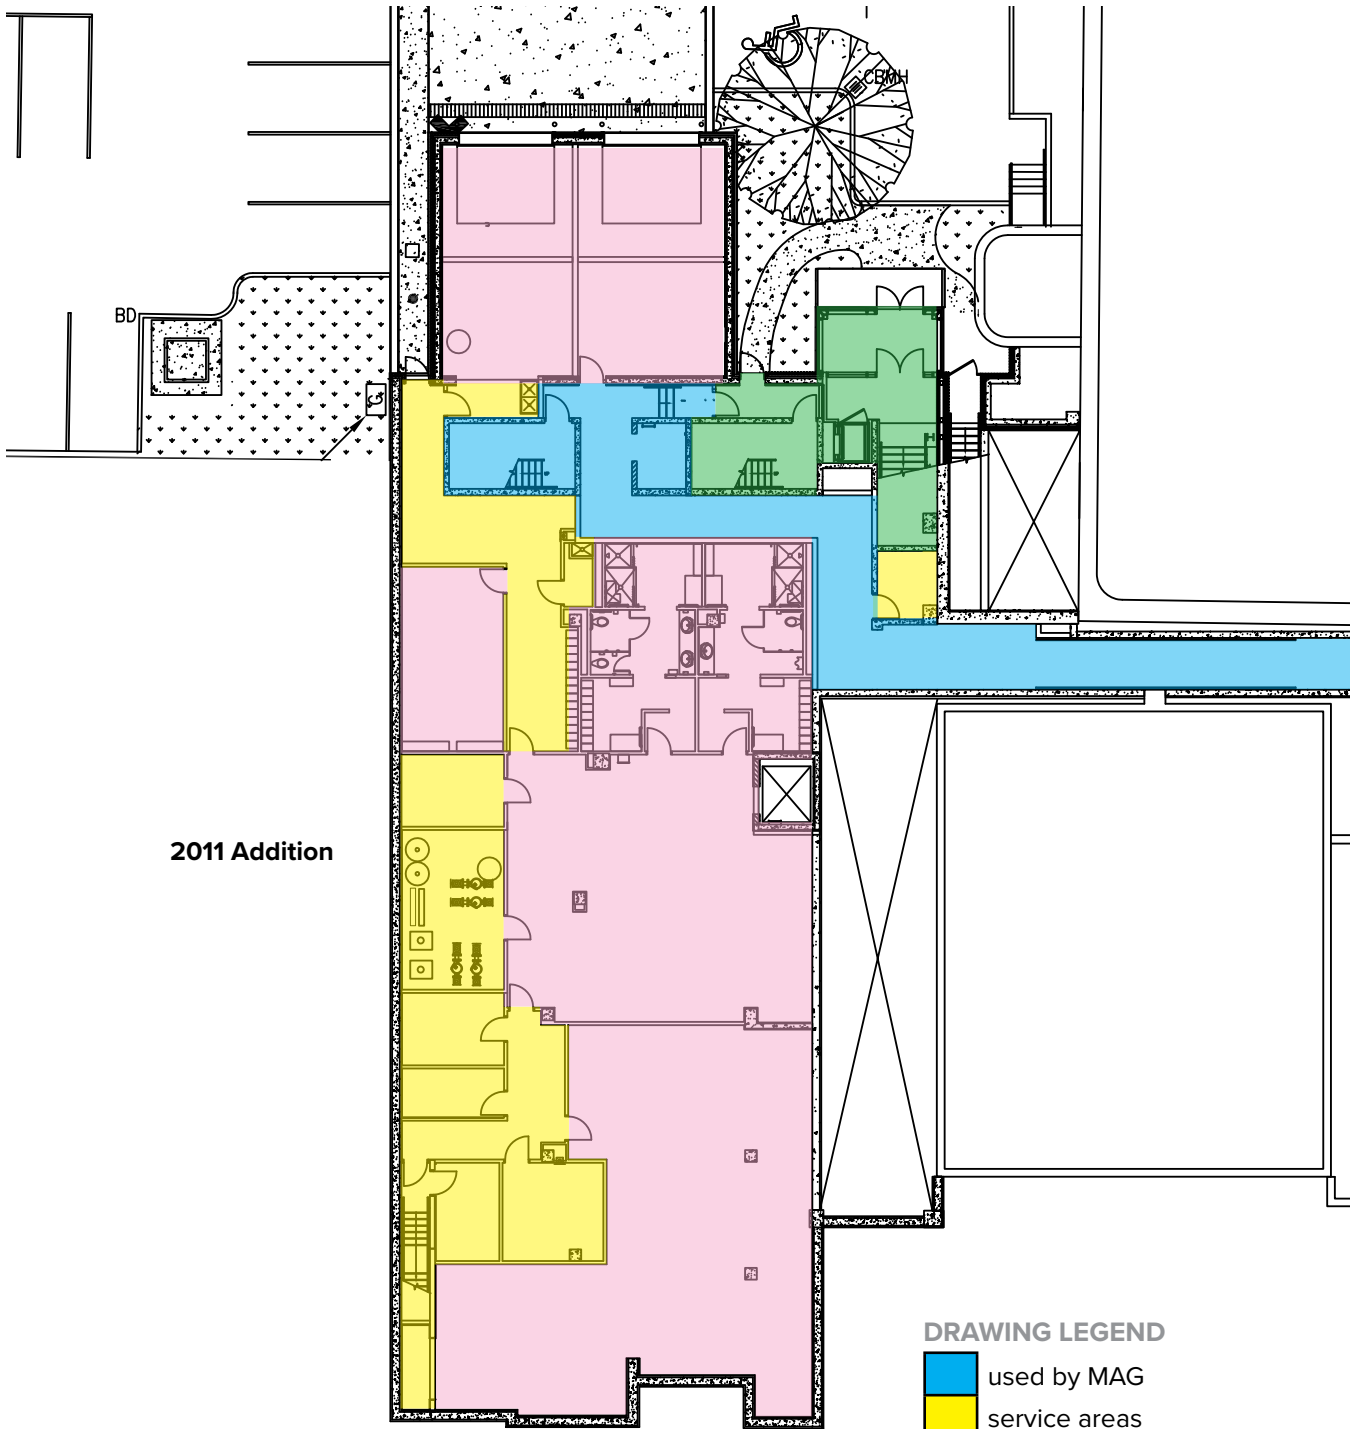 CBMH
BD
G
2011 Addition
DRAWING LEGEND
used by MAG
service areas